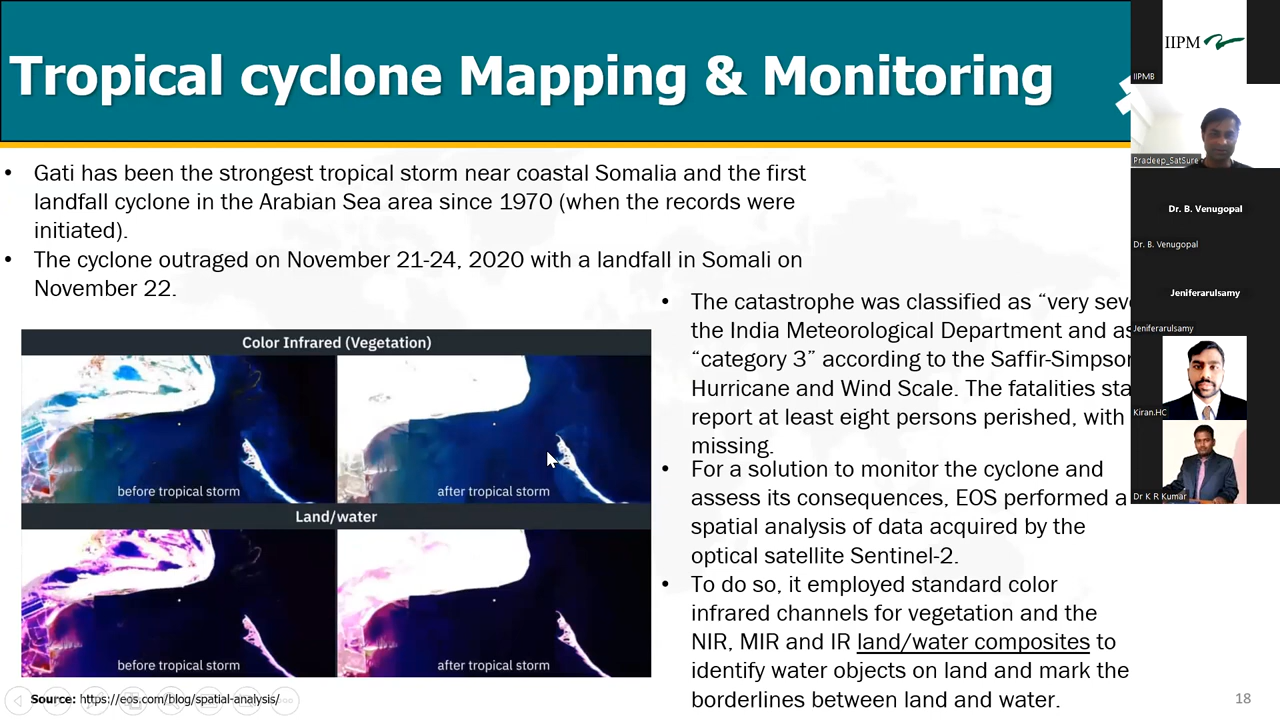 Tropical cyclone Mapping & Monitoring
• Gati has been the strongest tropical storm near coastal Somalia and the first
landfall cyclone in the Arabian Sea area since 1970 (when the records were
initiated).
• The cyclone outraged on November 21-24, 2020 with a landfall in Somali on
November 22.
Color Infrared (Vegetation)
before tropical storm
after tropical storm
Land/water
before tropical storm
after tropical storm
Source: https://eos.com/blog/spatial-analysis/
• The catastrophe was classified as “very
the India Meteorological Department and as
“category 3” according to the Saffir-Simpson
Hurricane and Wind Scale. The fatalities
report at least eight persons perished, with
missing.
• For a solution to monitor the cyclone and
assess its consequences, EOS performed a
spatial analysis of data acquired by the
optical satellite Sentinel-2.
• To do so, it employed standard color
infrared channels for vegetation and the
NIR, MIR and IR land/water composites to
identify water objects on land and mark the
borderlines between land and water.
18
IIPM
IIPMB
Pradeep_SatSure
Dr. B. Venugopal
Dr. B. Venugopal
Jeniferarulsamy
Jeniferarulsamy
Kiran.HC
Dr K R Kumar